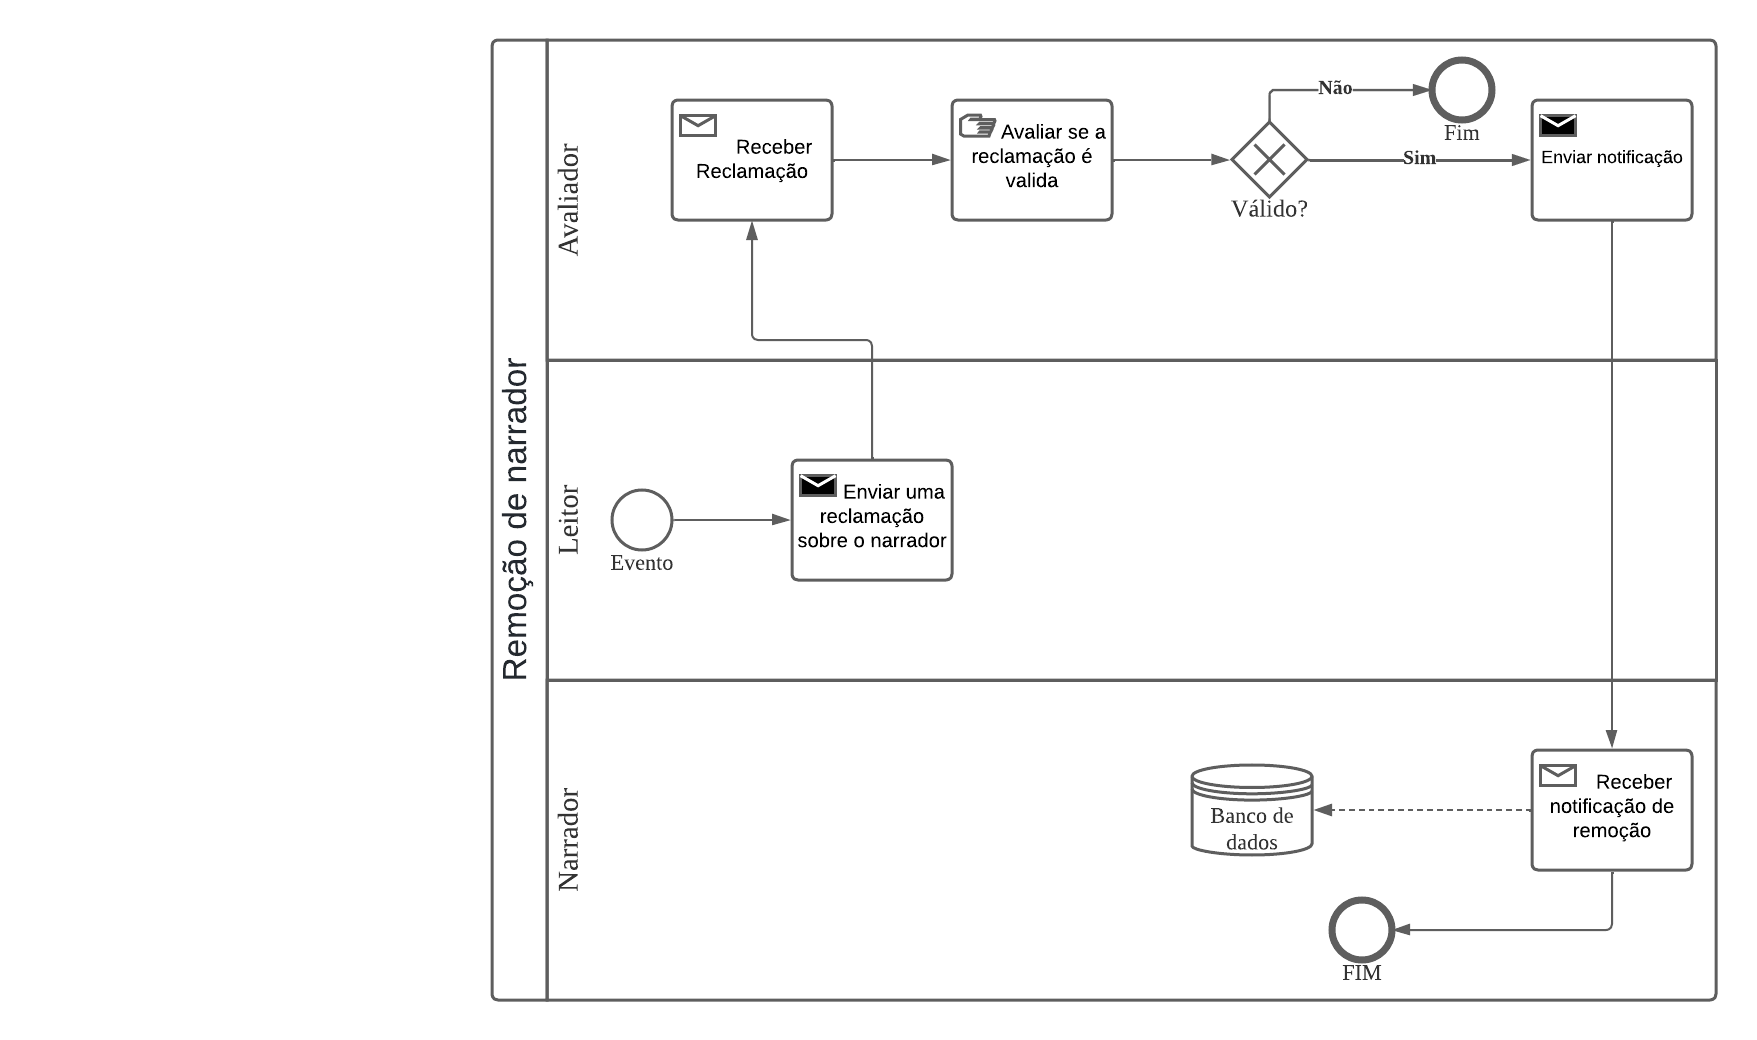 Remoção de narrador
Avaliador
Receber
Reclamação
Avaliar se a
reclamação é
valida
Válido?
Não
Fim
Sim
Enviar notificação
Leitor
Evento
Enviar uma
reclamação
sobre o narrador
Narrador
Banco de
dados
Receber
notificação de
remoção
FIM